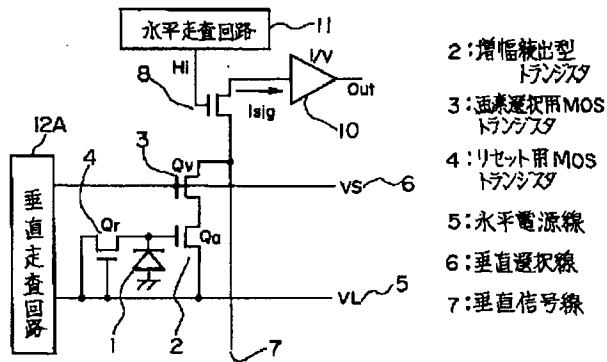 水平走査回路
11
Hi
8
I/V
Out
Isig
10
12A
垂直走査回路
4
3
Qv
VS
6
Qr
Qa
VL
5
1
2
7
2:増幅読出型
トランジスタ
3:画素選択用MOS
トランジスタ
4:リセット用MOS
トランジスタ
5:水平電源線
6:垂直選択線
7:垂直信号線